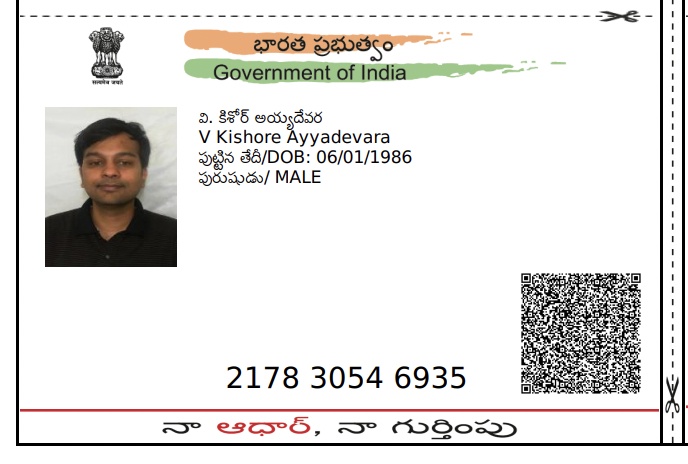 భారత ప్రభుత్వం
Government of India
सत्यमेव जयते
వి. కిశోర్ అయ్యదేవర
V Kishore Ayyadevara
పుట్టిన తేదీ/DOB: 06/01/1986
పురుషుడు/ MALE
2178 3054 6935
నా ఆధార్, నా గుర్తింపు